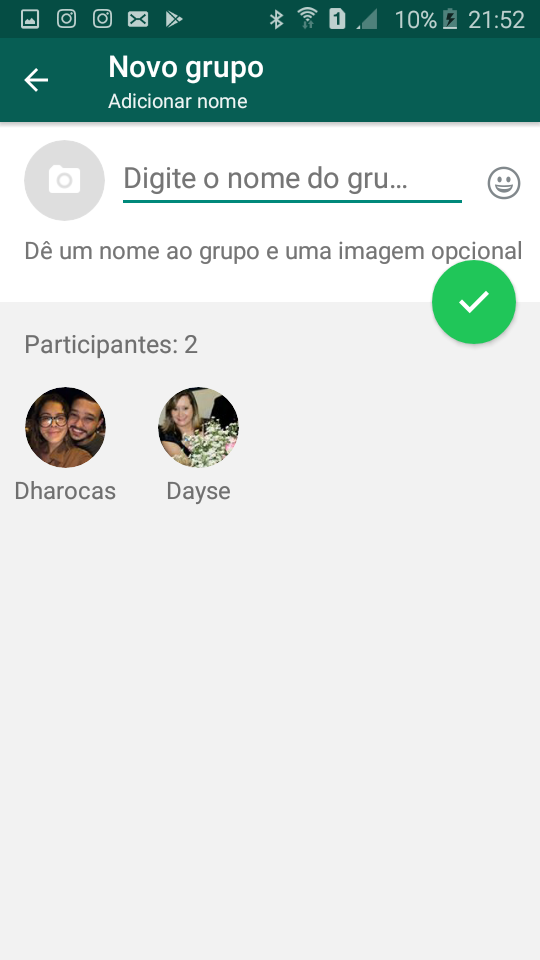 1 10% 21:52
Novo grupo
Adicionar nome
Digite o nome do gru...
Dê um nome ao grupo e uma imagem opcional
Participantes: 2
Dharocas Dayse